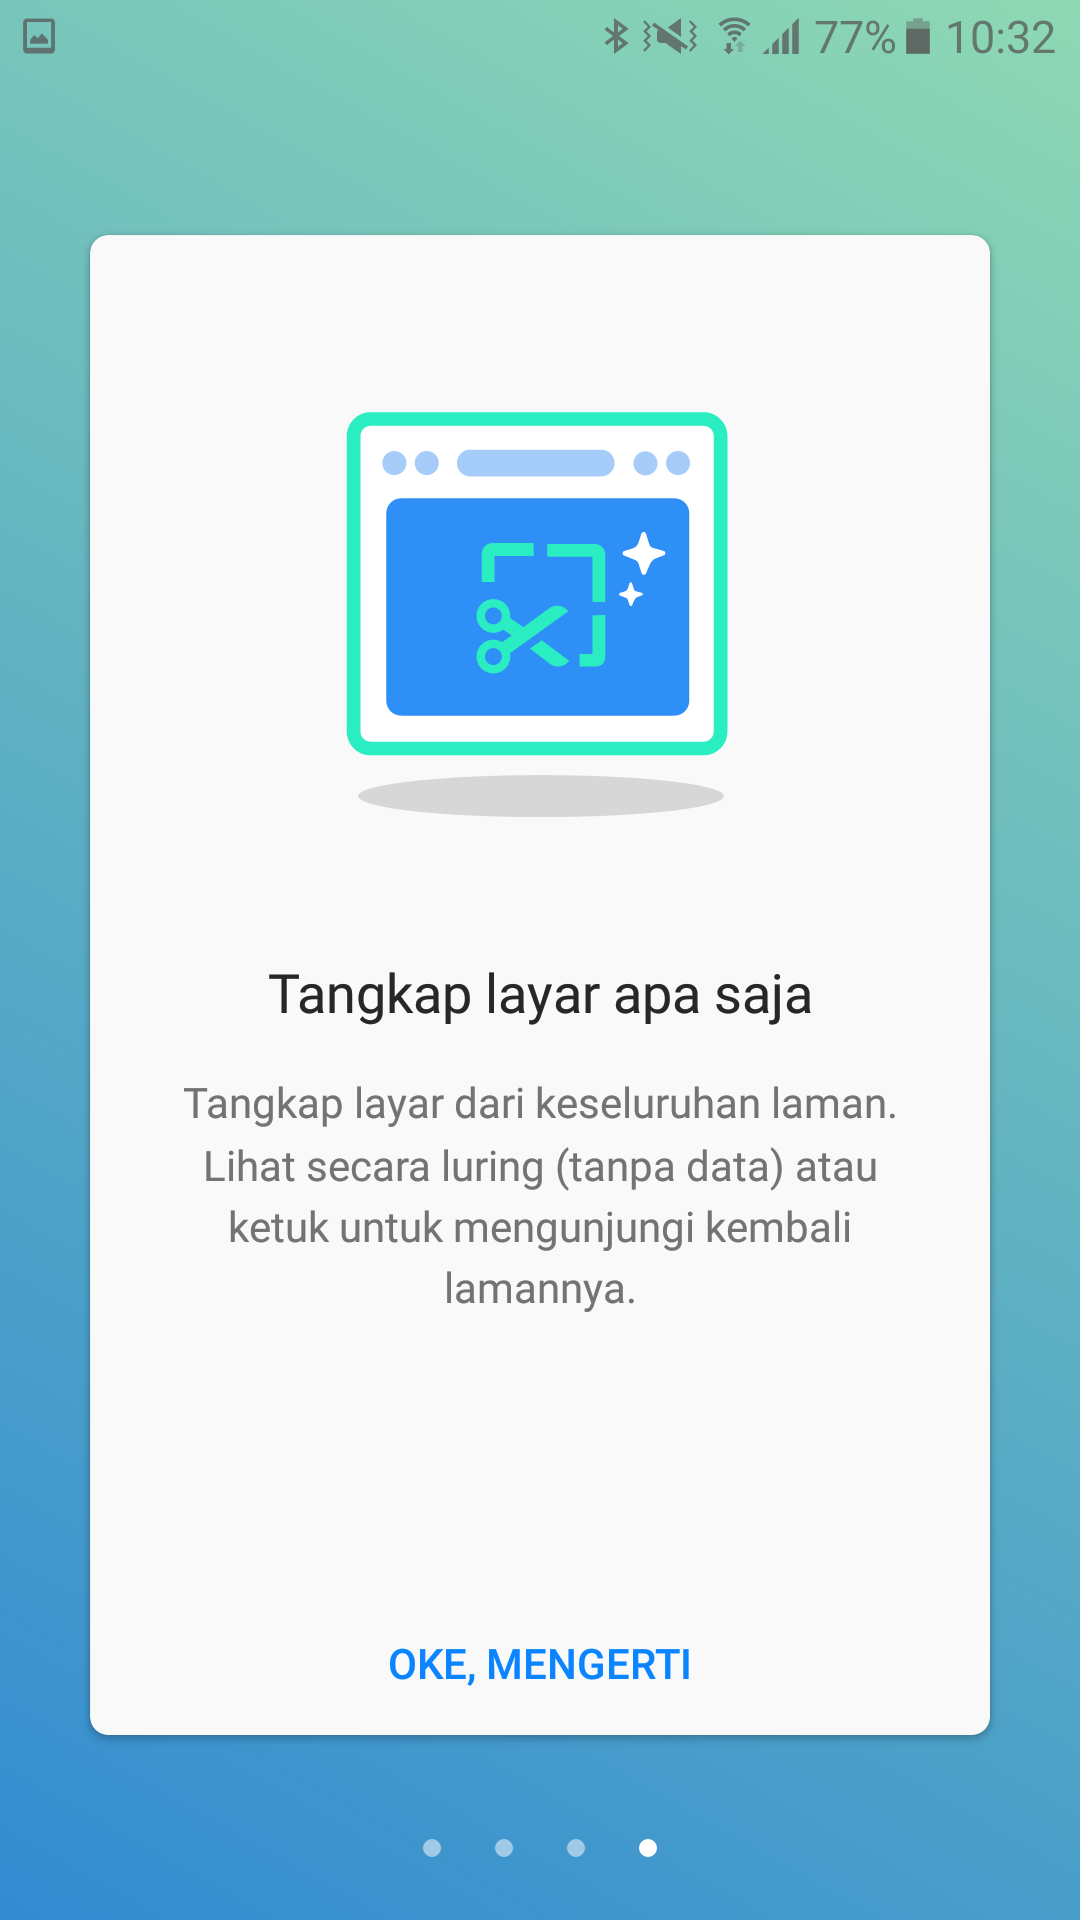 77% 10:32
Tangkap layar apa saja
Tangkap layar dari keseluruhan laman.
Lihat secara luring (tanpa data) atau
ketuk untuk mengunjungi kembali
lamannya.
OKE, MENGERTI